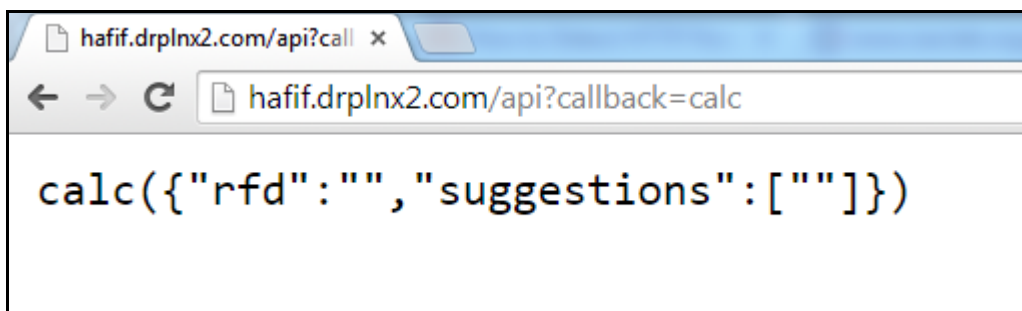 hafif.drplnx2.com/api?call
hafif.drplnx2.com/api?callback=calc
calc({"rfd":"","suggestions":[""]})